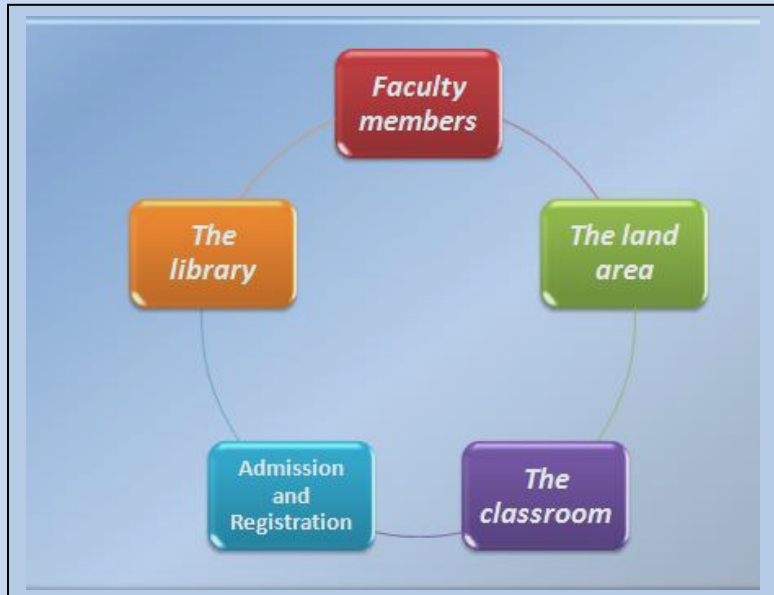 Faculty
members
The land
area
The
classroom
Admission
and
Registration
The
library